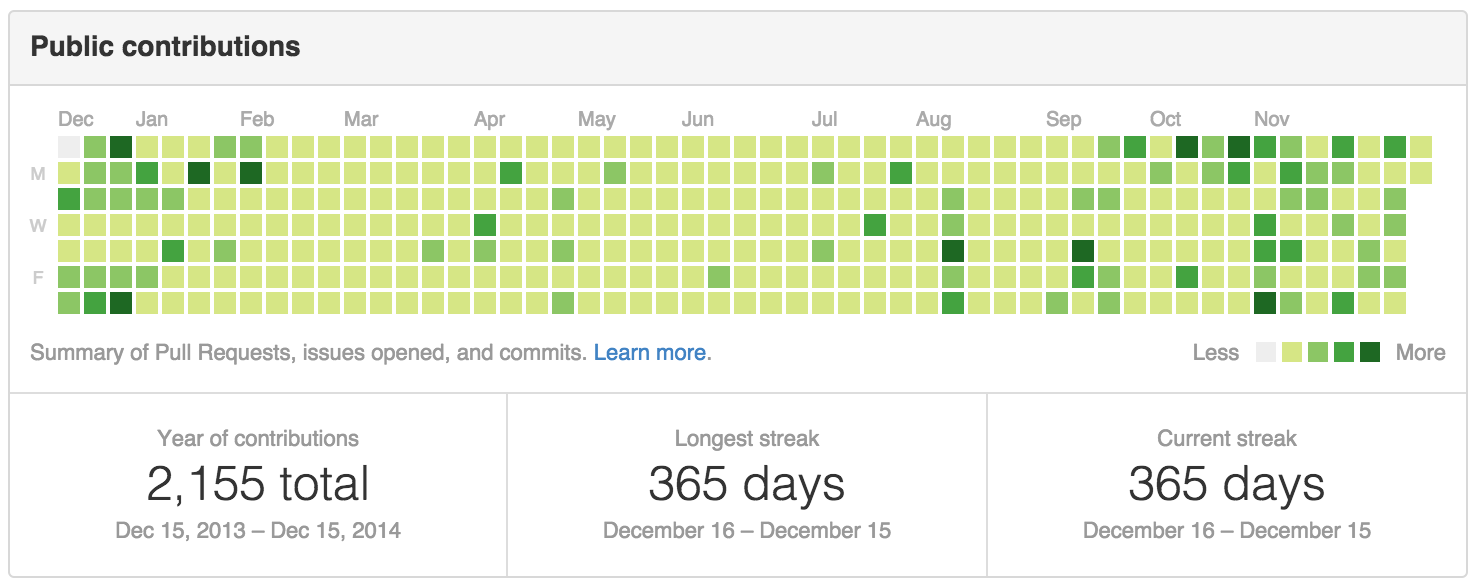 Public contributions
Dec Jan Feb Mar Apr May Jun Jul Aug Sep Oct Nov
M
W
F
Summary of Pull Requests, issues opened, and commits. Learn more. Less More
Year of contributions Longest streak Current streak
2,155 total 365 days 365 days
Dec 15, 2013 – Dec 15, 2014 December 16 – December 15 December 16 – December 15